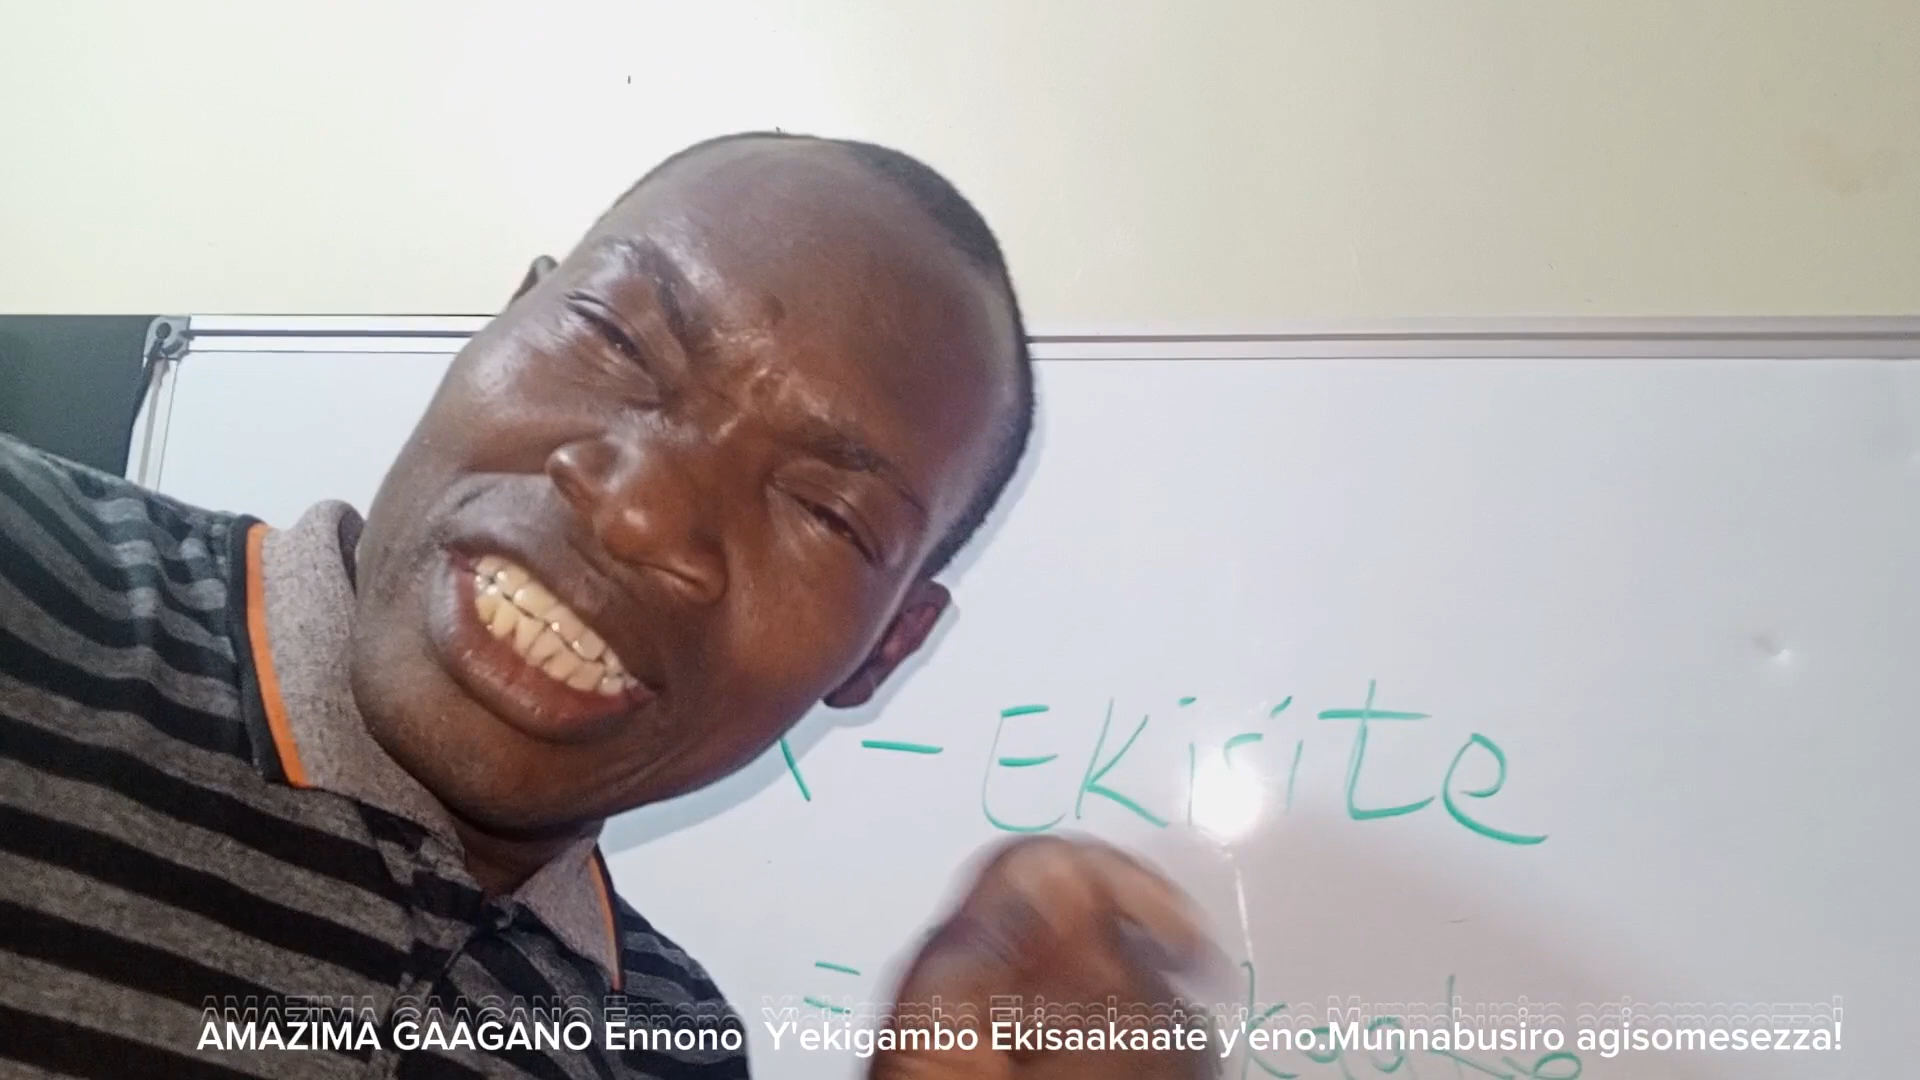 - Ekisite
=
AMAZIMA GAAGANO Ennono Y'ekigambo Ekisaakaate y'eno.Munnabusiro agisomesezza!